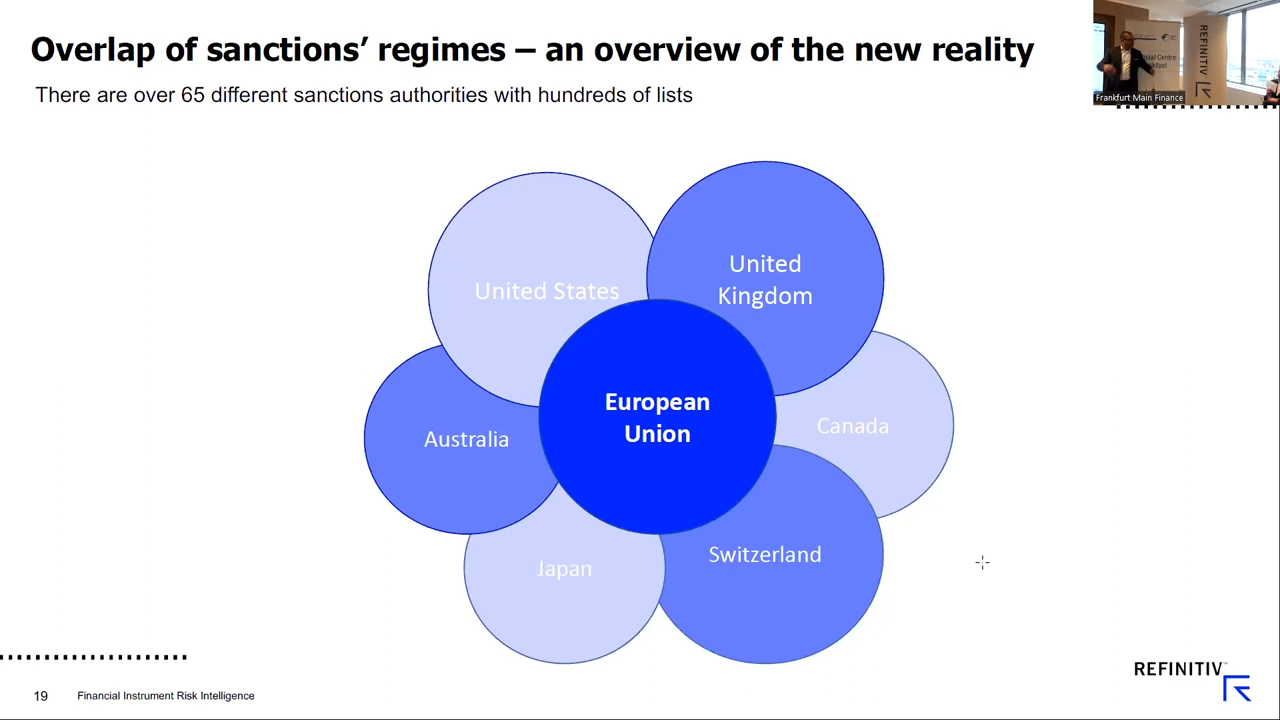 Overlap of sanctions’ regimes – an overview of the new reality
There are over 65 different sanctions authorities with hundreds of lists
REFINITIV
Frankfurt Main Finance
United States
United
Kingdom
European
Union
Australia
Canada
Japan
Switzerland
19
Financial Instrument Risk Intelligence
REFINITIV